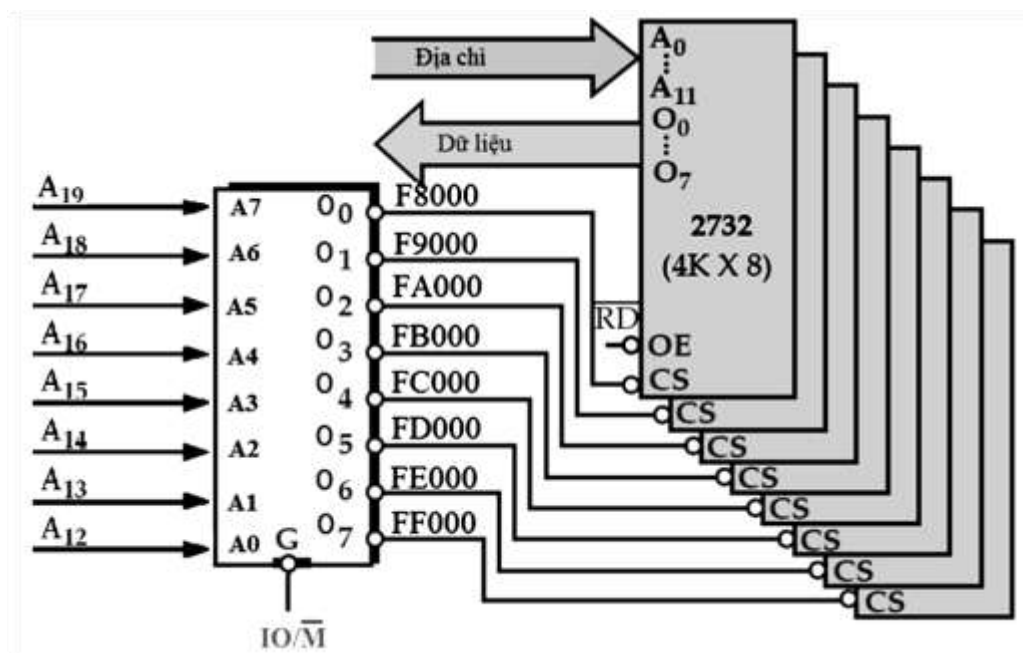 Địa chỉ
A0
A11
O0
O7
Dữ liệu
2732
(4K X 8)
RD
OE
CS
CS
CS
CS
CS
CS
CS
CS
A19
A18
A17
A16
A15
A14
A13
A12
A7
A6
A5
A4
A3
A2
A1
A0
G
O0
O1
O2
O3
O4
O5
O6
O7
F8000
F9000
FA000
FB000
FC000
FD000
FE000
FF000
IO/M̅